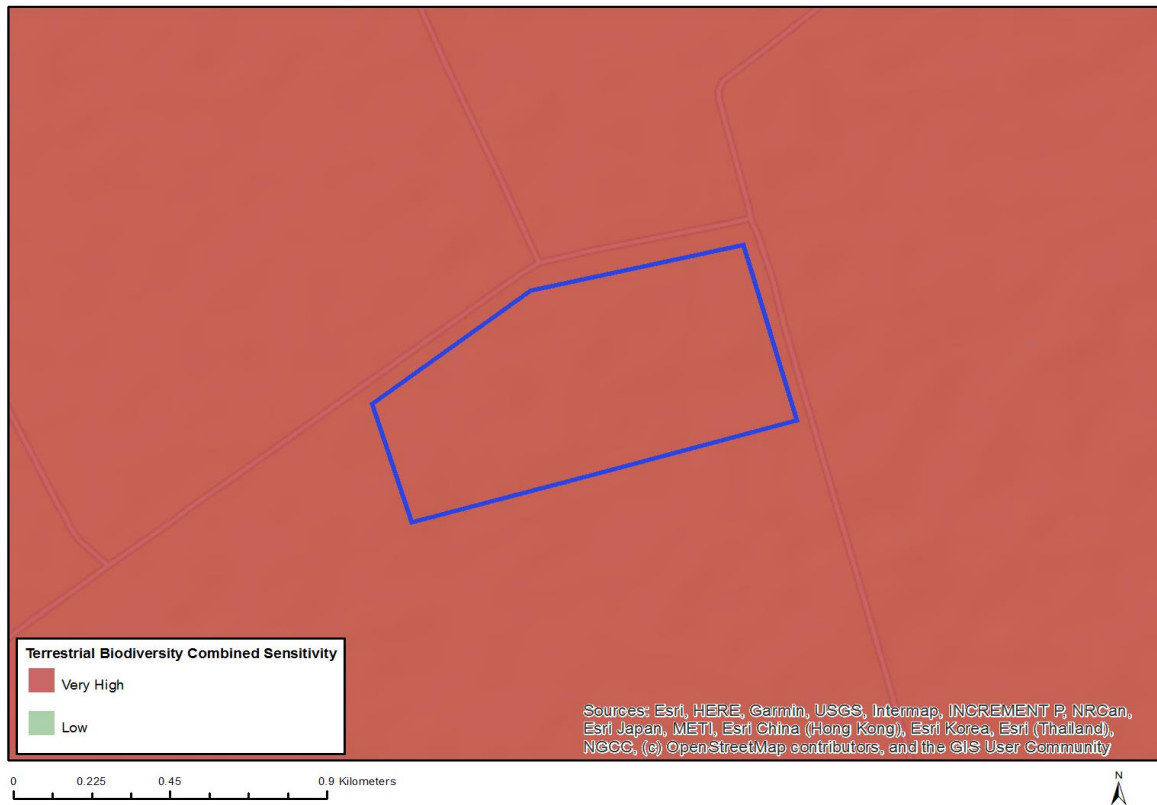 Terrestrial Biodiversity Combined Sensitivity
Very High
Low
Sources: Esri, HERE, Garmin, USGS, Intermap, INCREMENT P, NRCan,
Esri Japan, METI, Esri China (Hong Kong), Esri Korea, Esri (Thailand),
NGCC, (c) OpenStreetMap contributors, and the GIS User Community
0 0.225 0.45 0.9 Kilometers
N